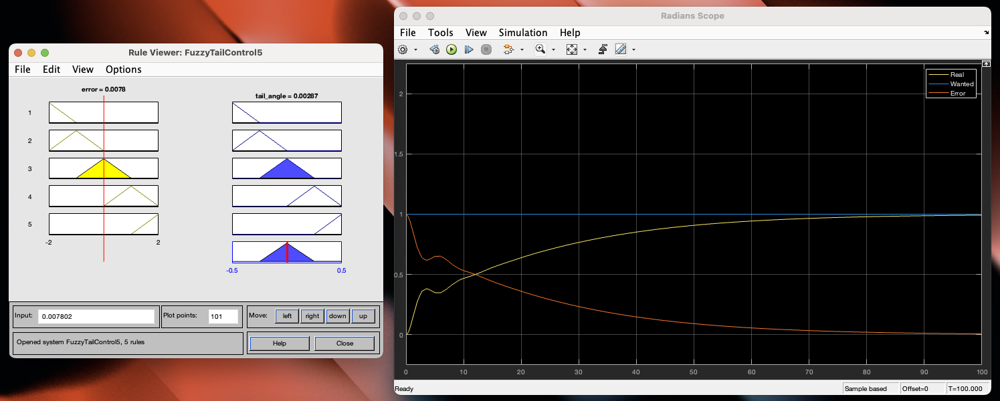 Rule Viewer: FuzzyTailControl5
File Edit View Options
error = 0.0078
tail_angle = 0.00287
1
2
3
4
5
-2 2
-0.5 0.5
Input: 0.007802 Plot points: 101 Move: left right down up
Opened system FuzzyTailControl5, 5 rules Help Close
Radians Scope
File Tools View Simulation Help
Real
Wanted
Error
2
1.5
1
0.5
0
0 10 20 30 40 50 60 70 80 90 100
Ready Sample based Offset=0 T=100.000